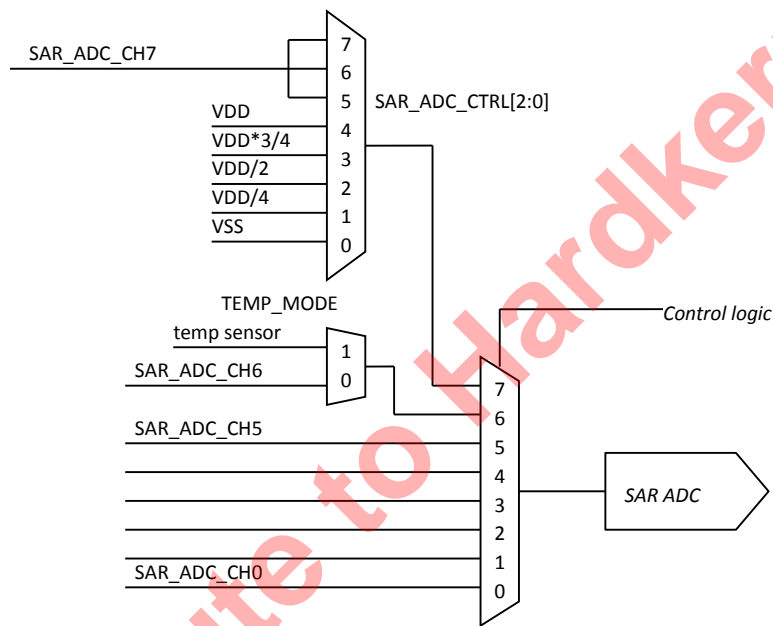 SAR_ADC_CH7
7
6
5
4
3
2
1
0
SAR_ADC_CTRL[2:0]
VDD
VDD*3/4
VDD/2
VDD/4
VSS
TEMP_MODE
temp sensor
1
0
SAR_ADC_CH6
Control logic
7
6
5
4
3
2
1
0
SAR_ADC_CH5
SAR_ADC_CH0
SAR ADC
to Hardker